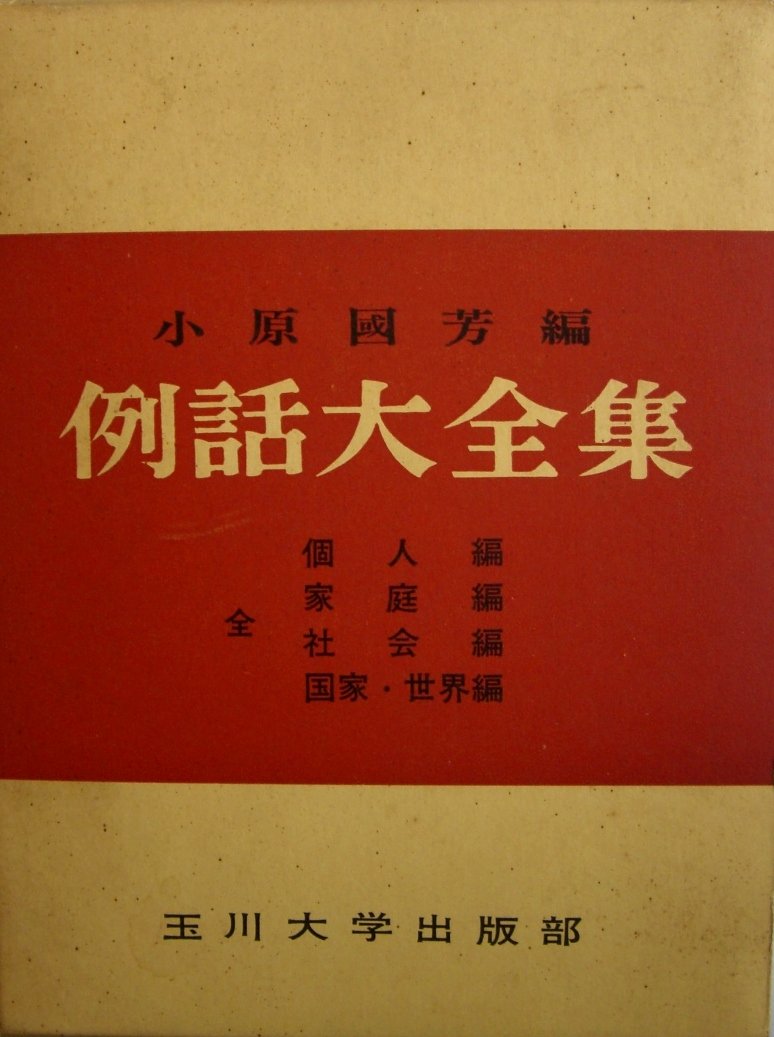 小原國芳編
例話大全集
全
個人編
家庭編
社会編
国家・世界編
玉川大学出版部